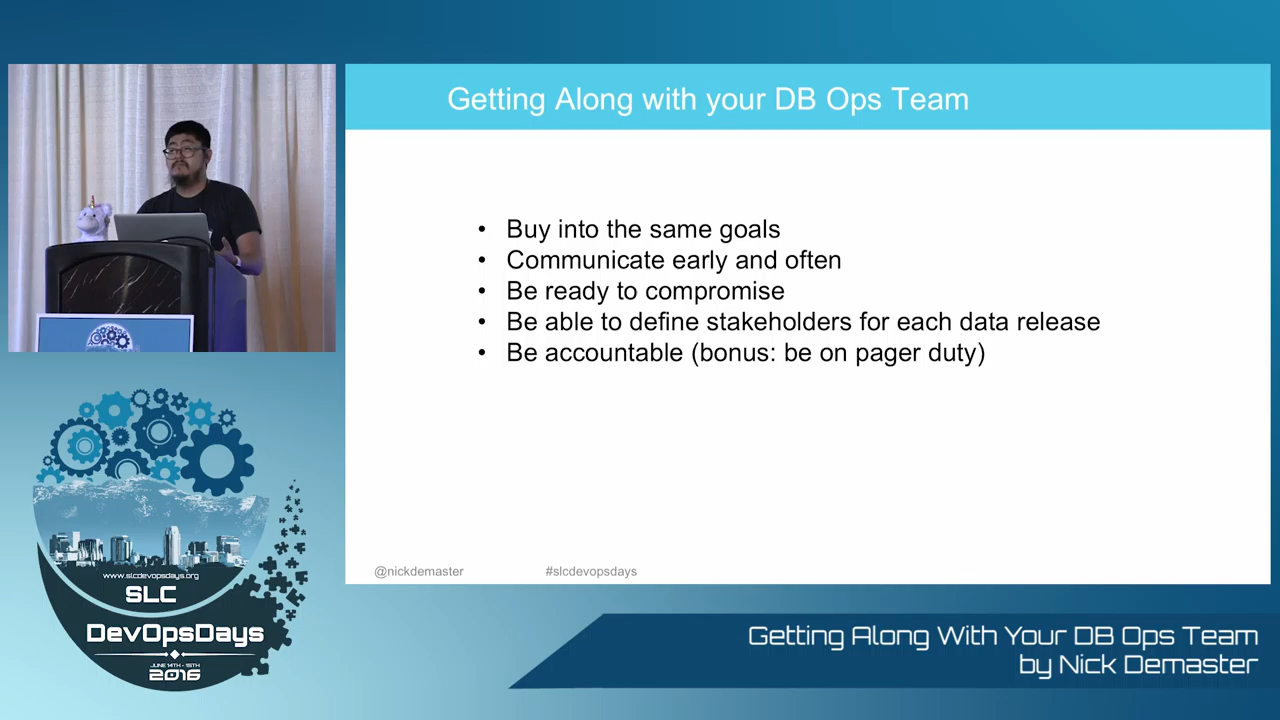 Getting Along with your DB Ops Team
• Buy into the same goals
• Communicate early and often
• Be ready to compromise
• Be able to define stakeholders for each data release
• Be accountable (bonus: be on pager duty)
@nickdemaster
#slcdevopsdays
www.slcdevopsdays.org
SLC
DevOpsDays
JUNE 14TH - 15TH
2016
Getting Along With Your DB Ops Team
by Nick Demaster